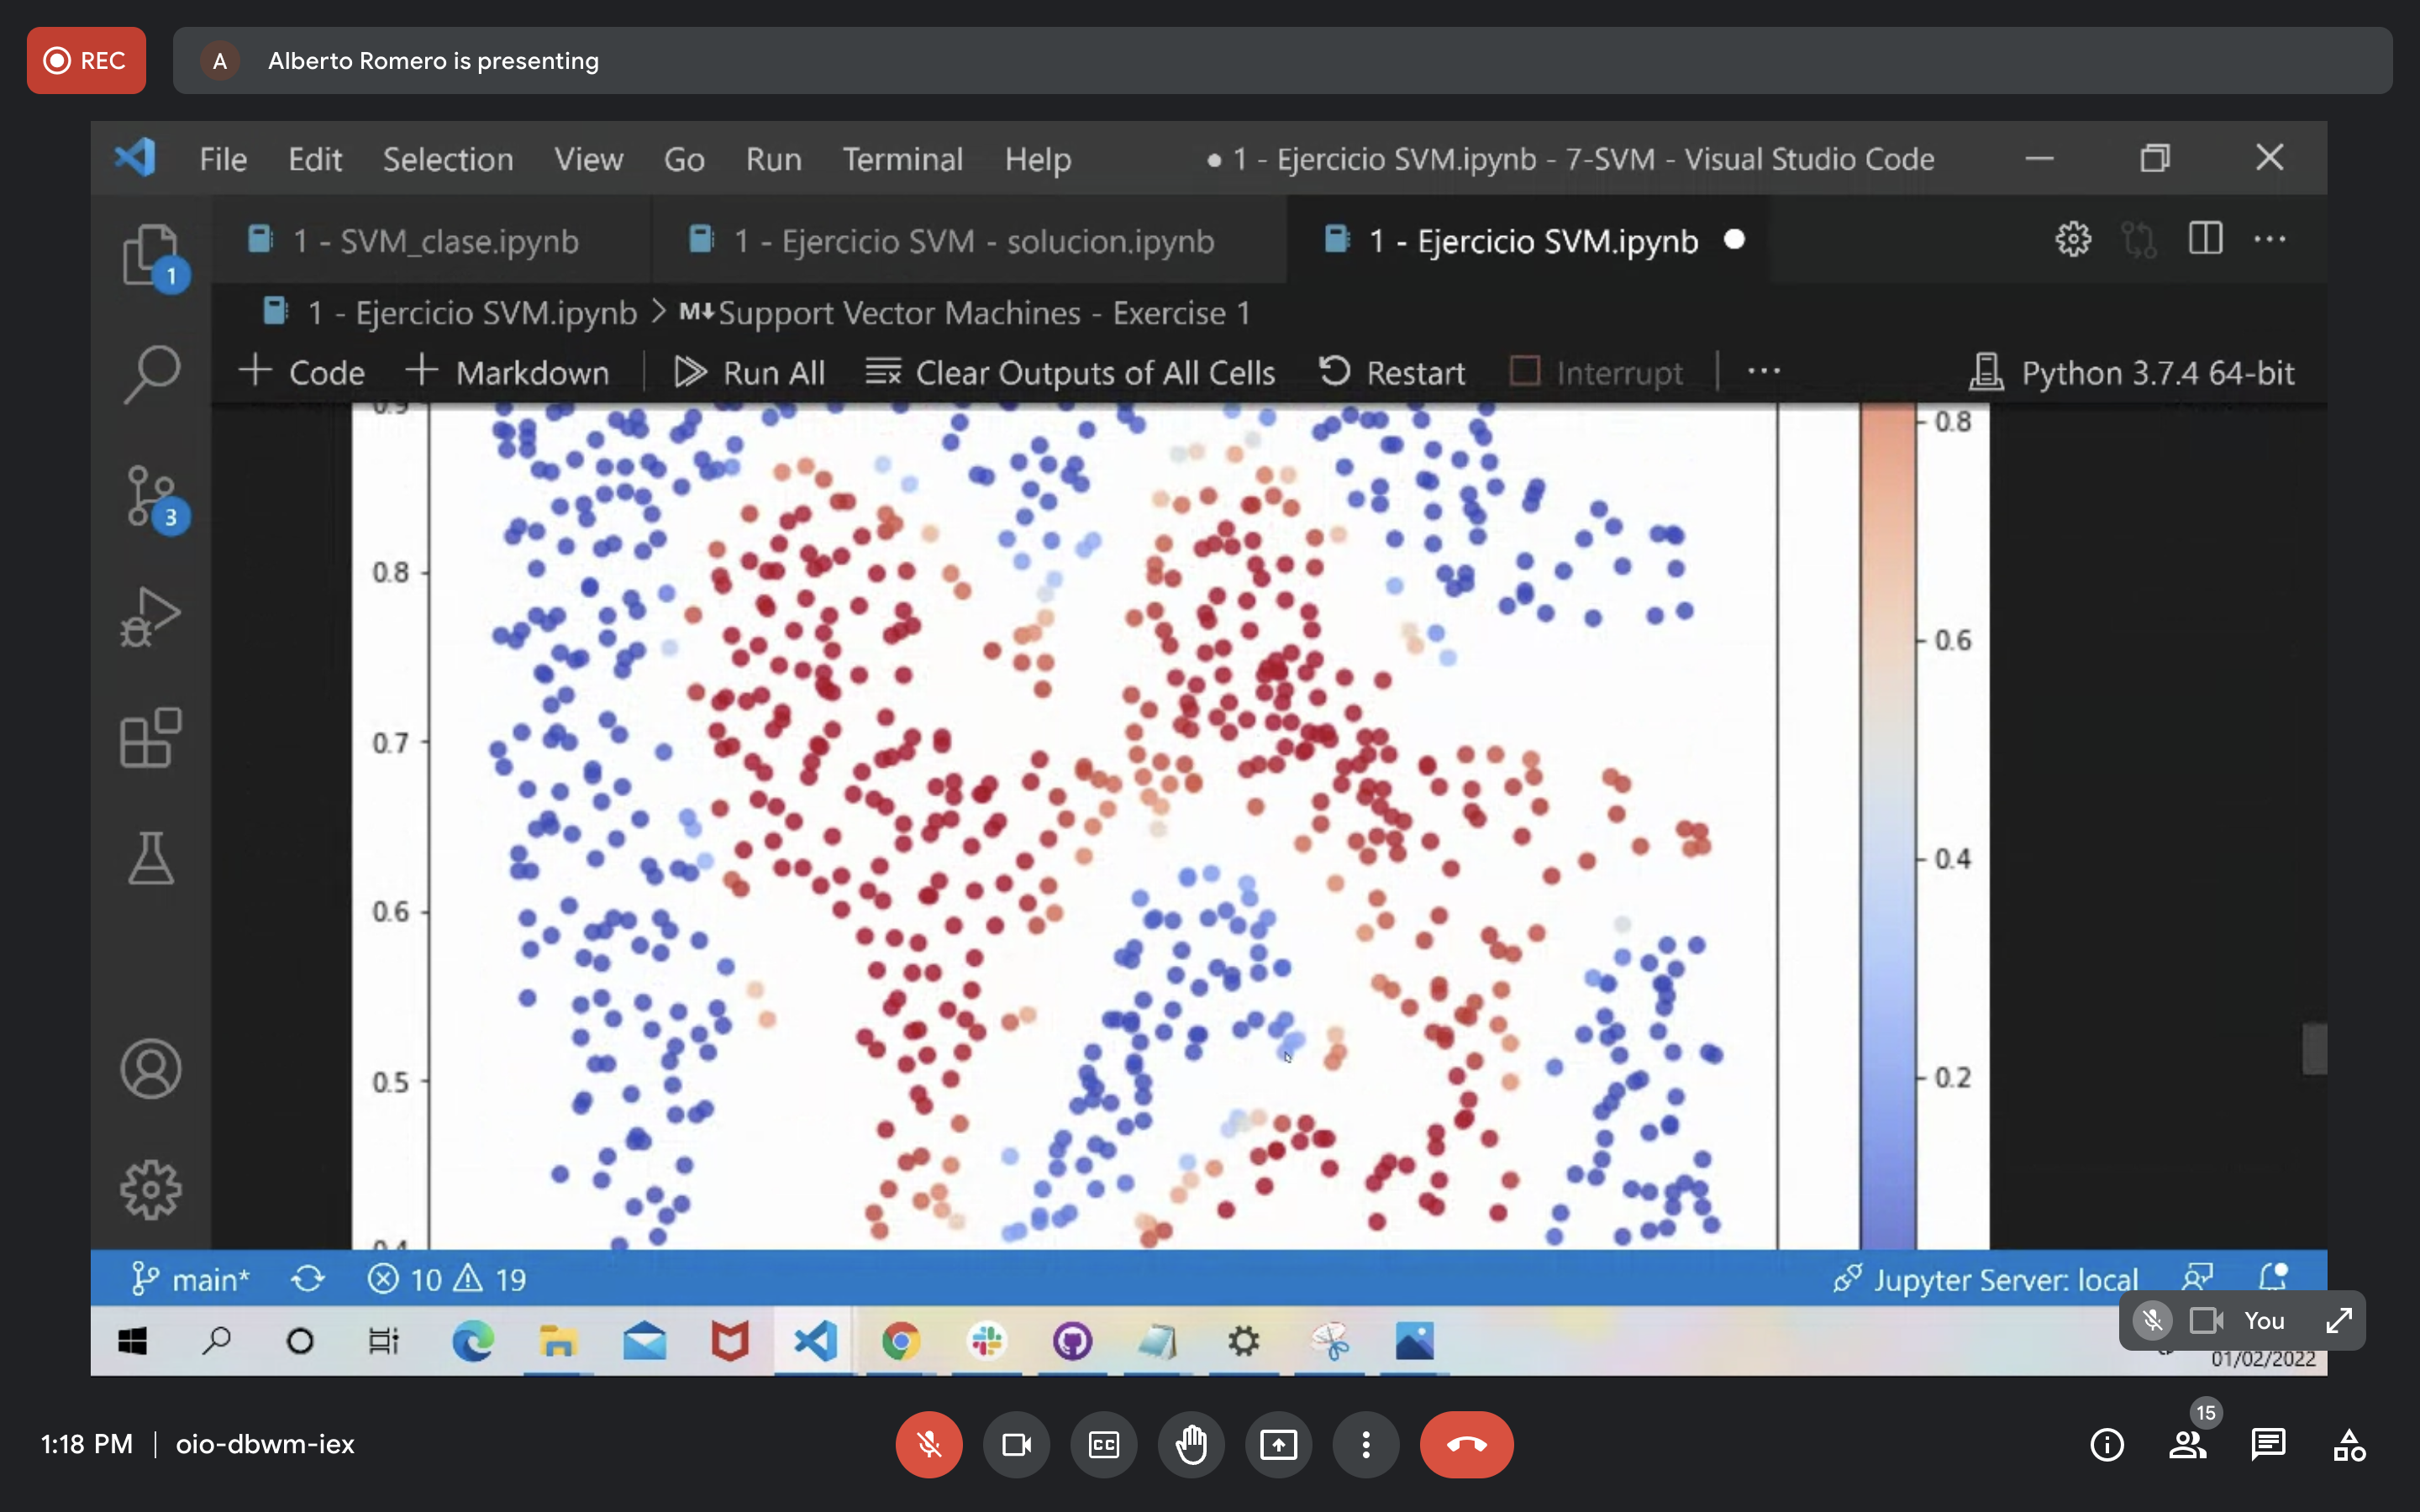 REC
A Alberto Romero is presenting
File Edit Selection View Go Run Terminal Help ● 1 - Ejercicio SVM.ipynb - 7-SVM - Visual Studio Code
1 - SVM_clase.ipynb 1 - Ejercicio SVM - solucion.ipynb 1 - Ejercicio SVM.ipynb
1
1 - Ejercicio SVM.ipynb > M↓Support Vector Machines - Exercise 1
+ Code + Markdown Run All Clear Outputs of All Cells Restart Interrupt ... Python 3.7.4 64-bit
0.9
0.8
3
0.8
0.6
0.7
0.4
0.6
0.5
0.2
0.4
main* 10 19 Jupyter Server: local
You
01/02/2022
1:18 PM | oio-dbwm-iex
CC
15